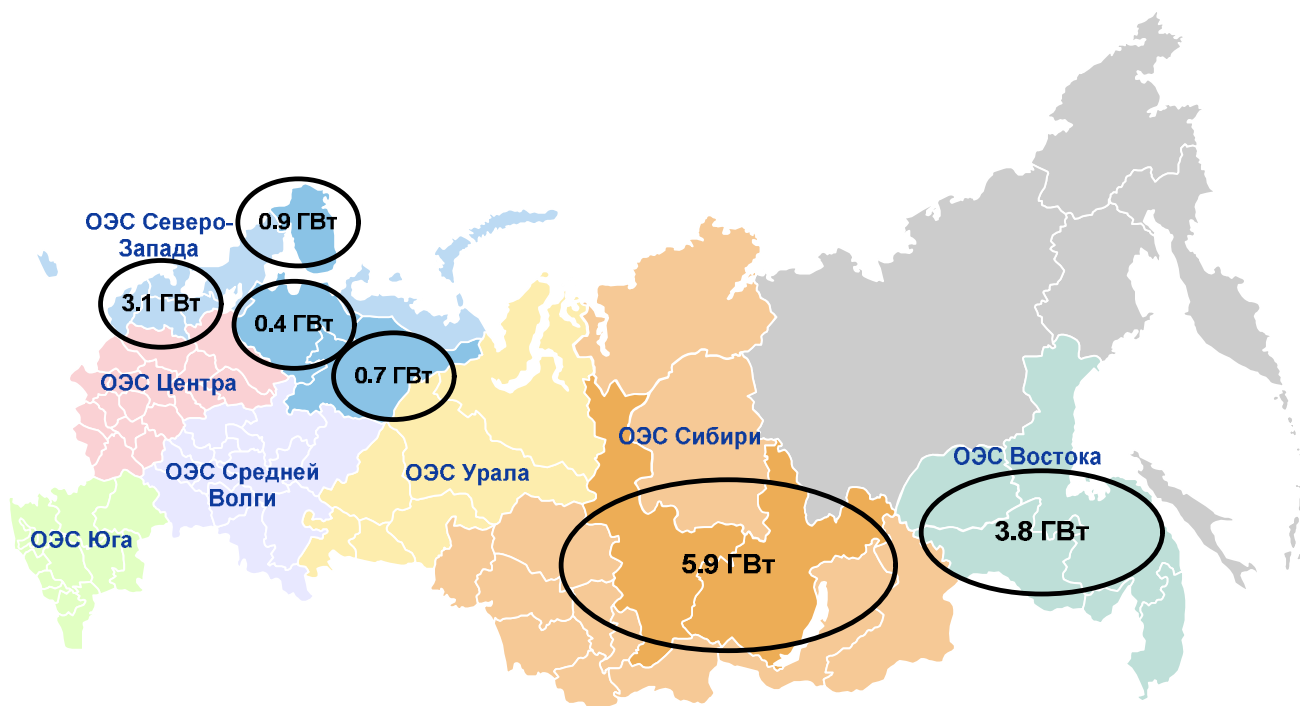 ОЭС Северо-
Запада
0.9 ГВт
3.1 ГВт
0.4 ГВт
0.7 ГВт
ОЭС Центра
ОЭС Средней
Волги
ОЭС Урала
ОЭС Юга
ОЭС Сибири
5.9 ГВт
ОЭС Востока
3.8 ГВт